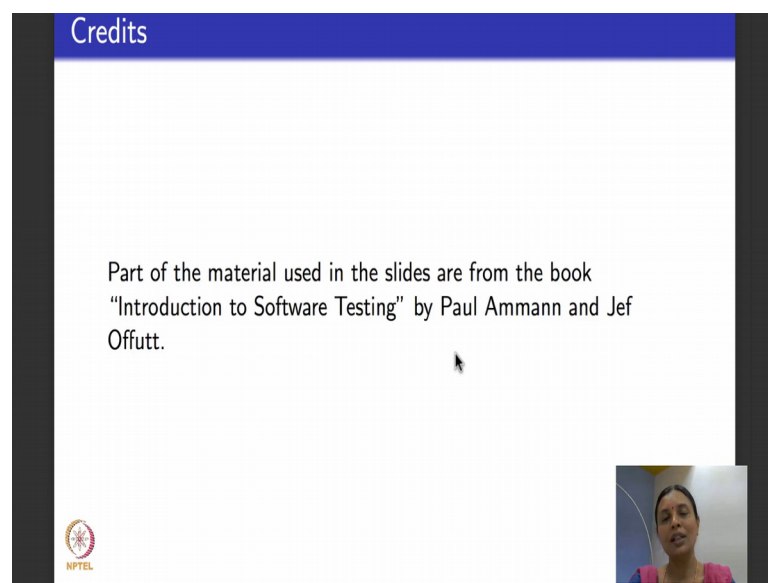 Credits
Part of the material used in the slides are from the book
“Introduction to Software Testing” by Paul Ammann and Jef
Offutt.
NPTEL